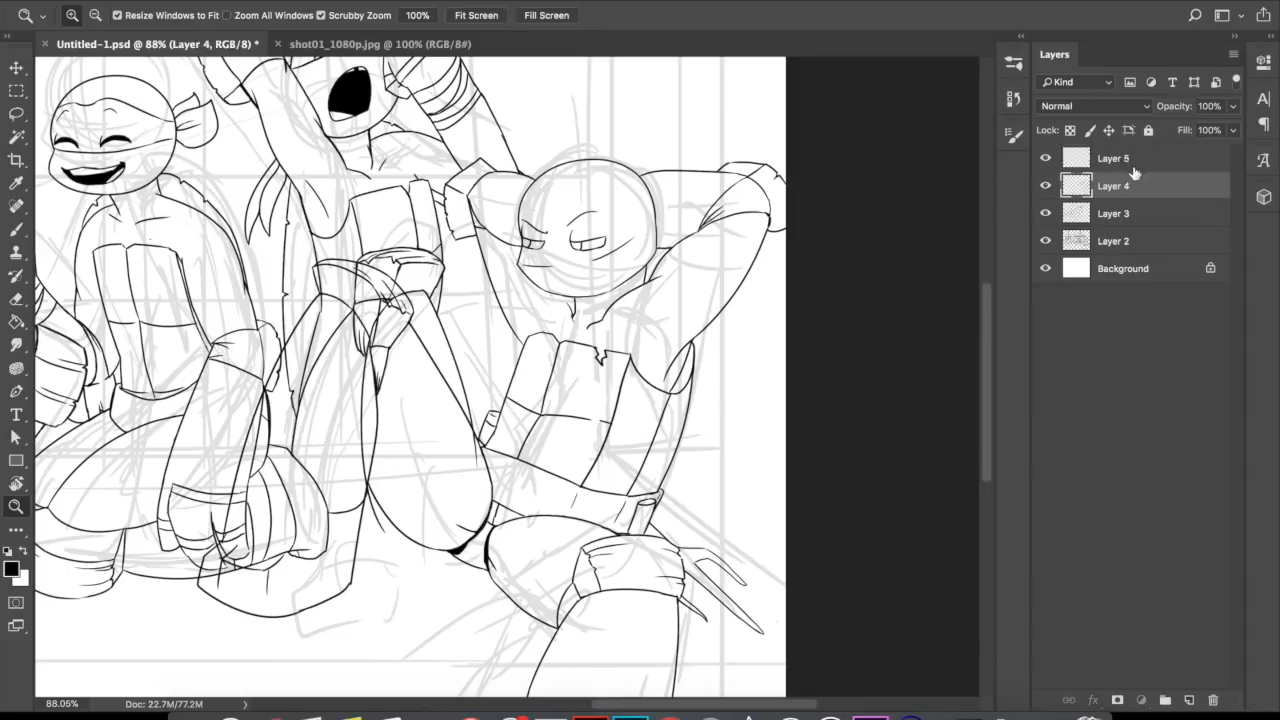 Resize Windows to Fit Zoom All Windows Scrubby Zoom 100% Fit Screen Fill Screen
Untitled-1.psd @ 88% (Layer 4, RGB/8) * shot01_1080p.jpg @ 100% (RGB/8#)
Layers
Kind
Normal Opacity: 100%
Lock: Fill: 100%
Layer 5
Layer 4
Layer 3
Layer 2
Background
88.05% Doc: 22.7M/77.2M